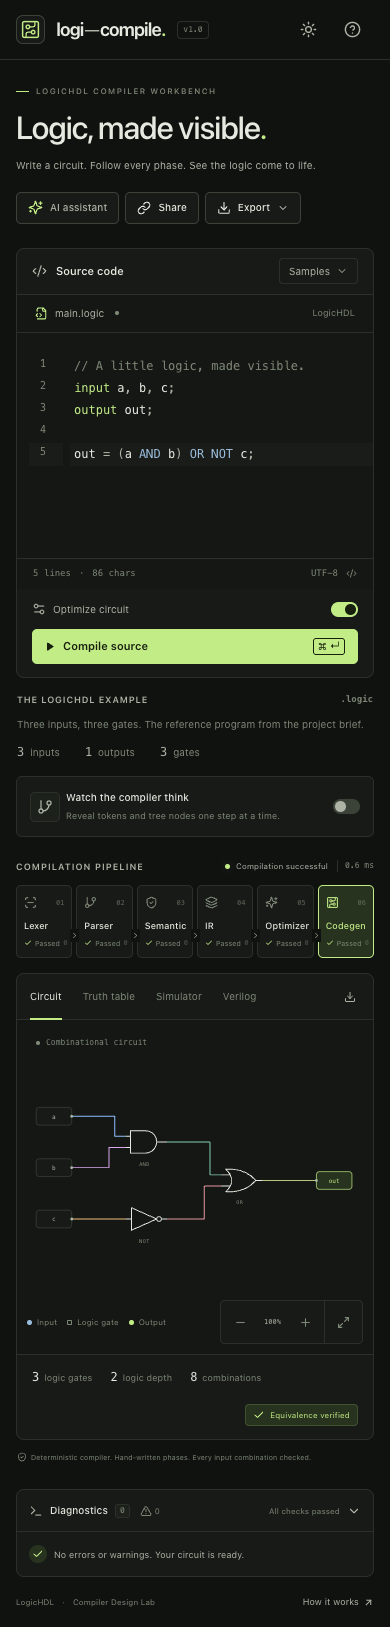 logi—compile. v1.0
LOGICHDL COMPILER WORKBENCH
Logic, made visible.
Write a circuit. Follow every phase. See the logic come to life.
AI assistant Share Export
Source code Samples
main.logic LogicHDL
1 // A little logic, made visible.
2 input a, b, c;
3 output out;
4
5 out = (a AND b) OR NOT c;
5 lines · 86 chars UTF-8
Optimize circuit
Compile source ⌘ ↵
THE LOGICHDL EXAMPLE .logic
Three inputs, three gates. The reference program from the project brief.
3 inputs 1 outputs 3 gates
Watch the compiler think
Reveal tokens and tree nodes one step at a time.
COMPILATION PIPELINE Compilation successful 0.6 ms
01 02 03 04 05 06
Lexer Parser Semantic IR Optimizer Codegen
Passed Passed Passed Passed Passed Passed
Circuit Truth table Simulator Verilog
Combinational circuit
a
AND
b
out
OR
c
NOT
Input Logic gate Output 100%
3 logic gates 2 logic depth 8 combinations
Equivalence verified
Deterministic compiler. Hand-written phases. Every input combination checked.
Diagnostics 0 0 All checks passed
No errors or warnings. Your circuit is ready.
LogicHDL · Compiler Design Lab How it works